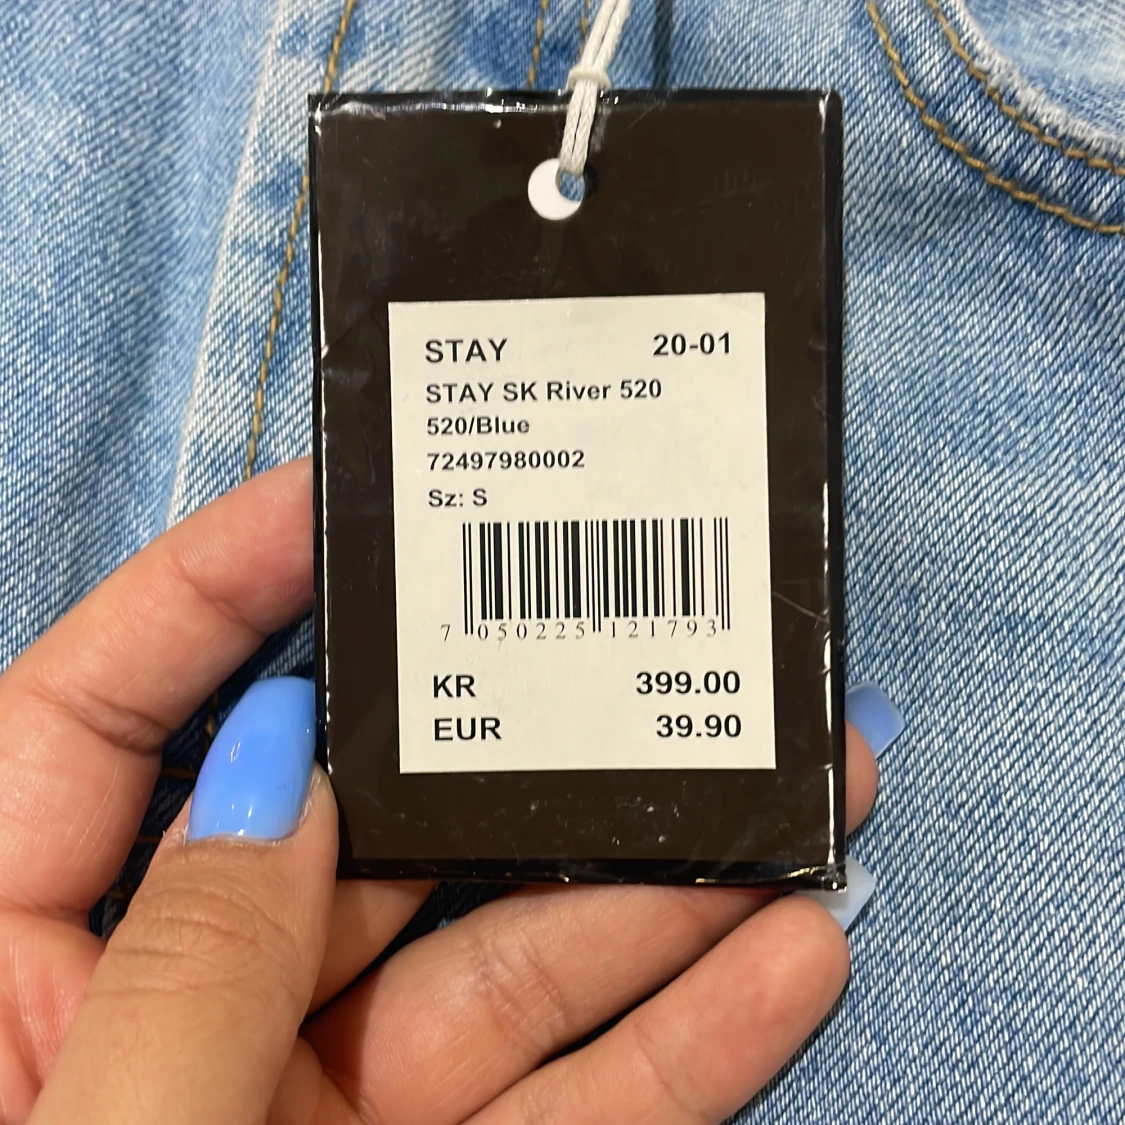 STAY 20-01
STAY SK River 520
520/Blue
72497980002
Sz: S
7 050225 121793
KR 399.00
EUR 39.90